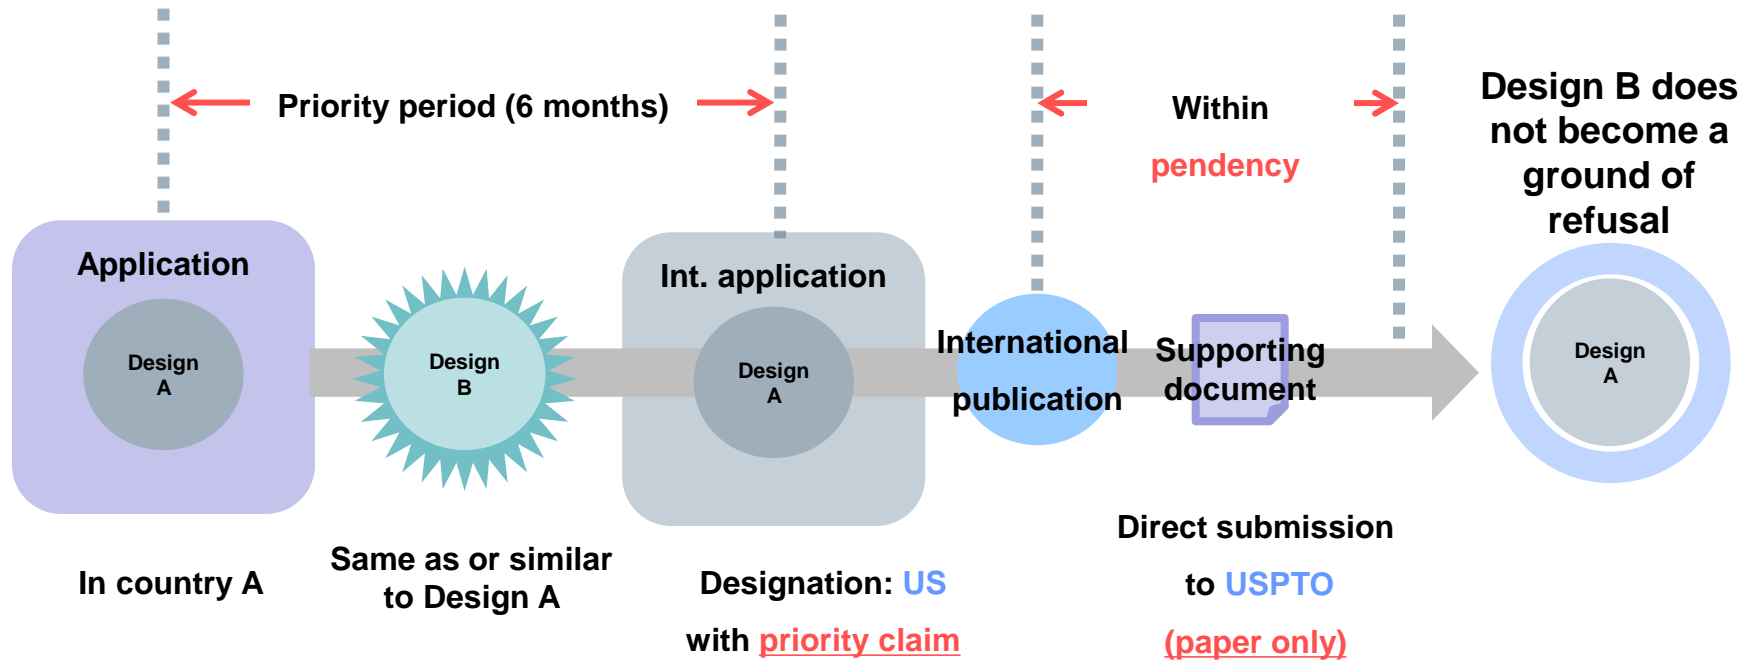 Priority period (6 months)
Within
pendency
Design B does
not become a
ground of
refusal
Application
Design
A
Design
B
Int. application
Design
A
International
publication
Supporting
document
Design
A
In country A
Same as or similar
to Design A
Designation: US
with priority claim
Direct submission
to USPTO
(paper only)